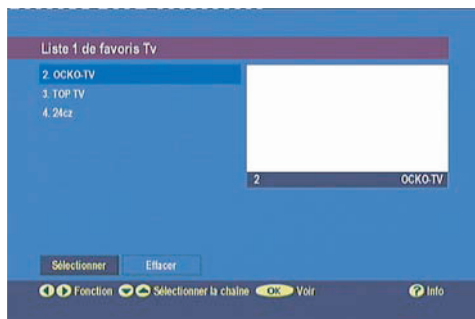 Liste 1 de favoris Tv
2. OCKO-TV
3. TOP TV
4. 24cz
2 OCKO-TV
Sélectionner Effacer
Fonction Sélectionner la chaîne OK Voir ? Info